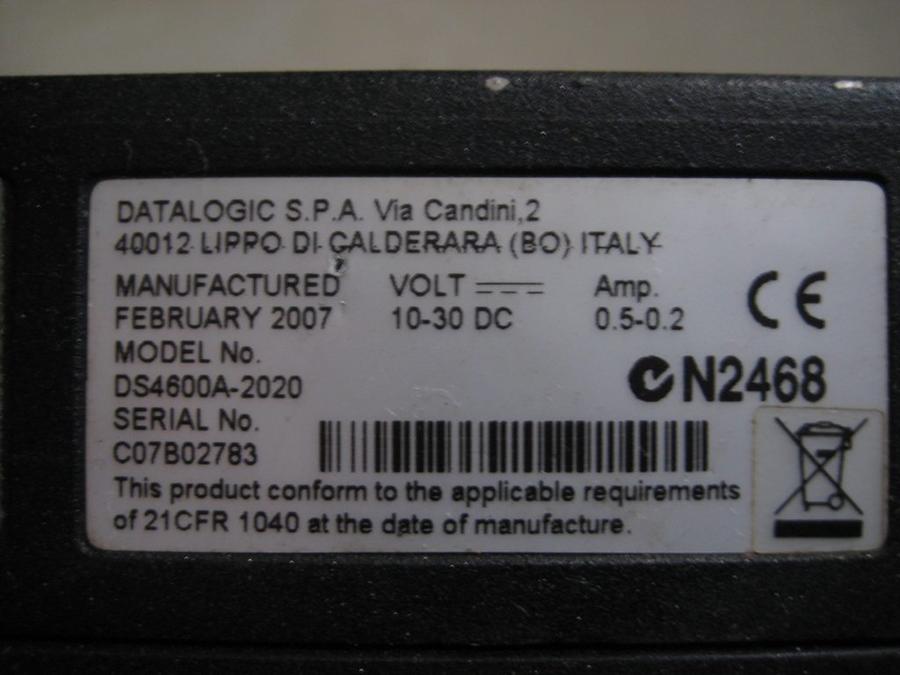 DATALOGIC S.P.A. Via Candini,2
40012 LIPPO DI CALDERARA (BO) ITALY
MANUFACTURED VOLT Amp.
FEBRUARY 2007 10-30 DC 0.5-0.2
CE
MODEL No.
DS4600A-2020
N2468
SERIAL No.
C07B02783
This product conform to the applicable requirements
of 21CFR 1040 at the date of manufacture.